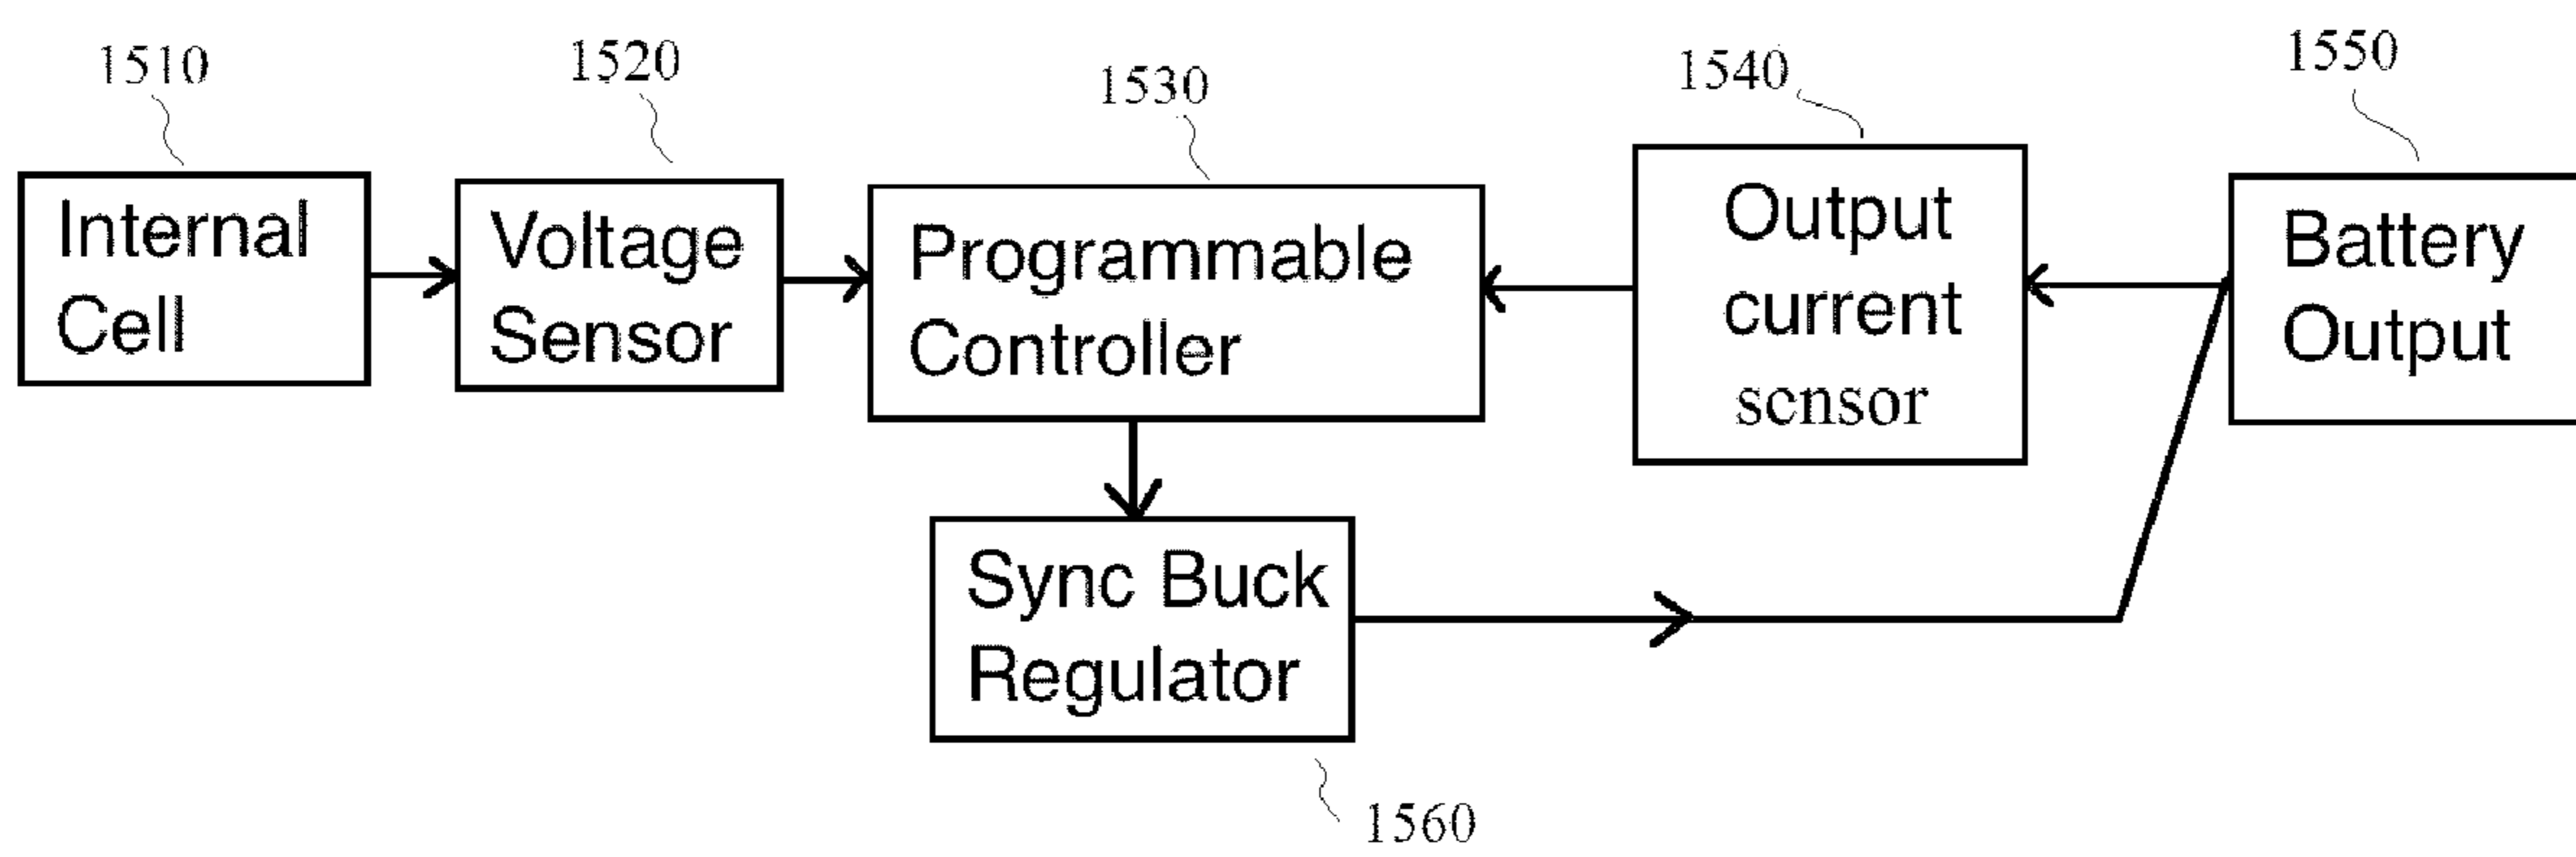 1510
1520
1530
1540
1550
Internal
Cell
Voltage
Sensor
Programmable
Controller
Output
current
sensor
Battery
Output
Sync Buck
Regulator
1560